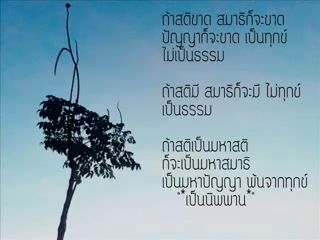 ถ้าสติขาด สมาธิก็จะขาด
ปัญญาก็จะขาด เป็นทุกข์
ไม่เป็นธรรม
ถ้าสติมี สมาธิก็จะมี ไม่ทุกข์
เป็นธรรม
ถ้าสติเป็นมหาสติ
ก็จะเป็นมหาสมาธิ
เป็นมหาปัญญา พ้นจากทุกข์
"*เป็นนิพพาน*"